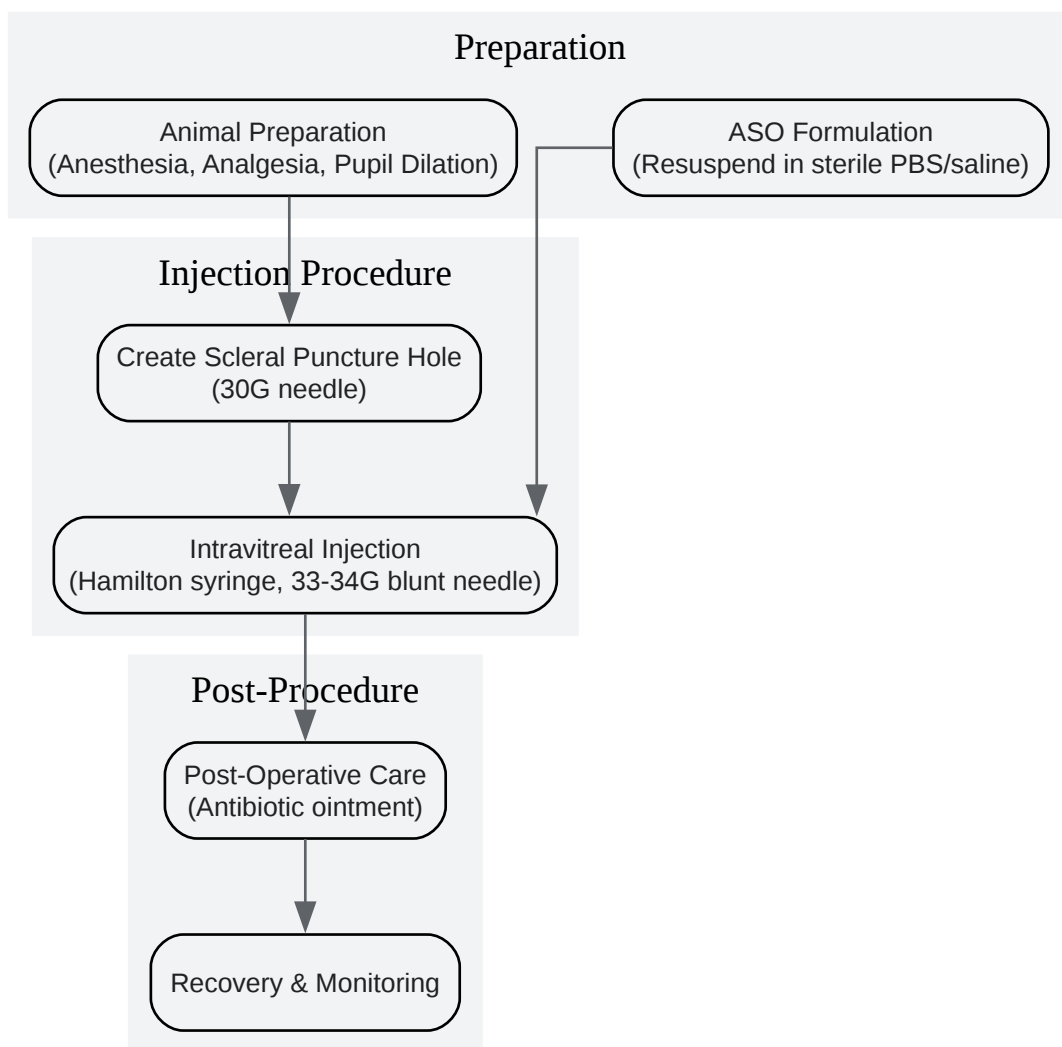 Preparation
Animal Preparation
(Anesthesia, Analgesia, Pupil Dilation)
ASO Formulation
(Resuspend in sterile PBS/saline)
Injection Procedure
Create Scleral Puncture Hole
(30G needle)
Intravitreal Injection
(Hamilton syringe, 33-34G blunt needle)
Post-Procedure
Post-Operative Care
(Antibiotic ointment)
Recovery & Monitoring